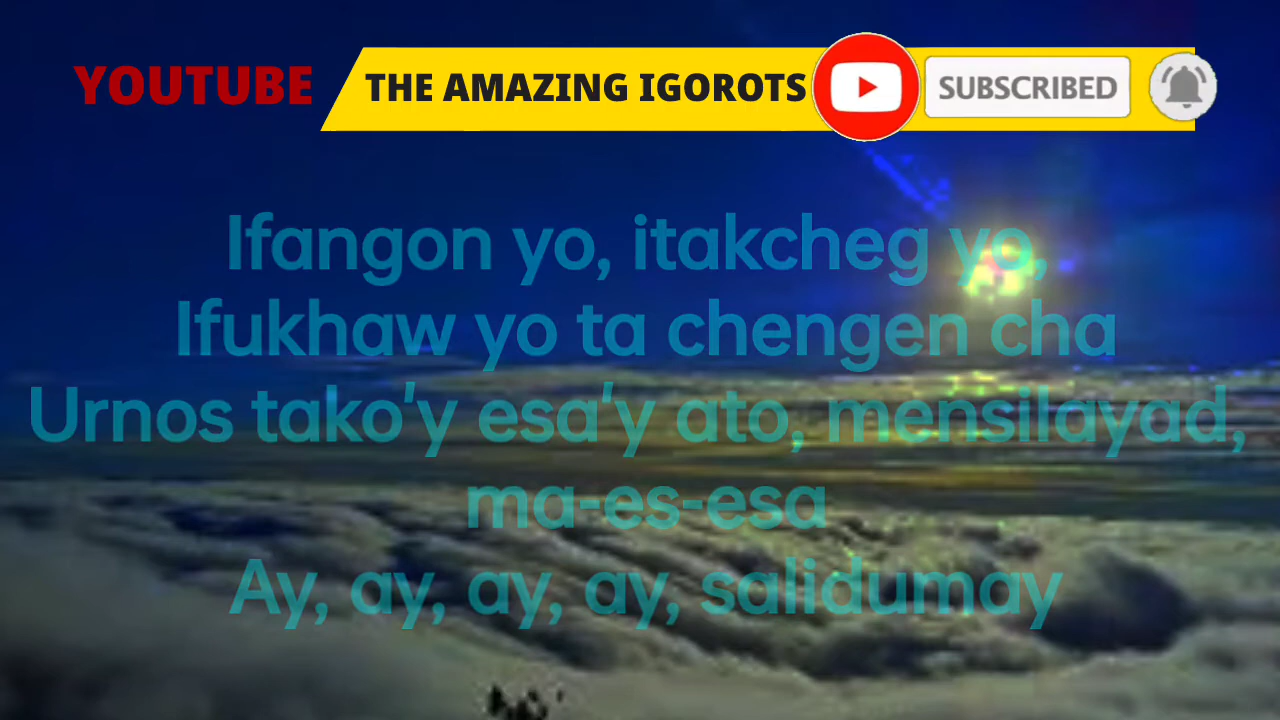 YOUTUBE THE AMAZING IGOROTS SUBSCRIBED
Ifangon yo, itakcheg yo,
Ifukhaw yo ta chengen cha
Urnos tako'y esa'y ato, mensilayad,
ma-es-esa
Ay, ay, ay, ay, salidumay